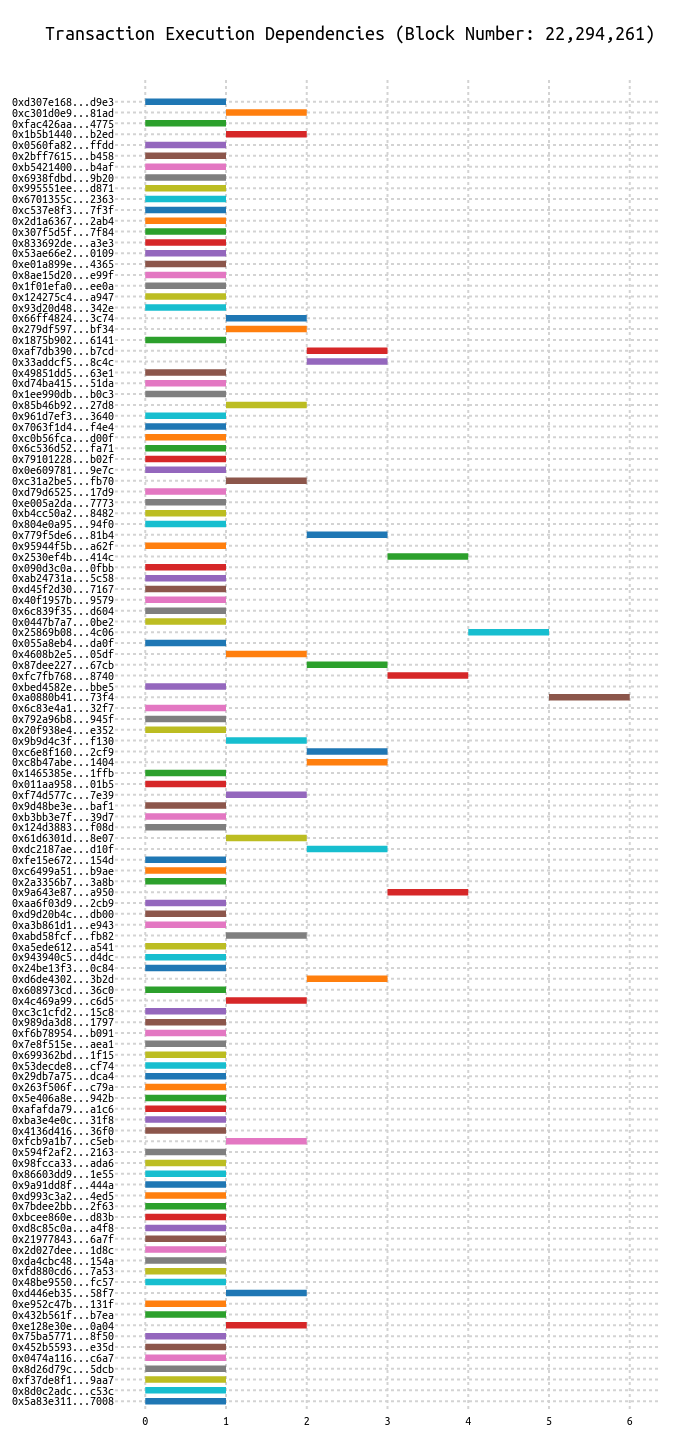 Transaction Execution Dependencies (Block Number: 22,294,261)
0xd307e168...d9e3
0xc301d0e9...81ad
0xfac426aa...4775
0x1b5b1440...b2ed
0x0560fa82...ffdd
0x2bff7615...b458
0xb5421400...b4af
0x6938fdbd...9b20
0x995551ee...d871
0x6701355c...2363
0xc537e8f3...7f3f
0x2d1a6367...2ab4
0x307f5d5f...7f84
0x833692de...a3e3
0x53ae66e2...0109
0xe01a899e...4365
0x8ae15d20...e99f
0x1f01efa0...ee0a
0x124275c4...a947
0x93d20d48...342e
0x66ff4824...3c74
0x279df597...bf34
0x1875b902...6141
0xaf7db390...b7cd
0x33addcf5...8c4c
0x49851dd5...63e1
0xd74ba415...51da
0x1ee990db...b0c3
0x85b46b92...27d8
0x961d7ef3...3640
0x7063f1d4...f4e4
0xc0b56fca...d00f
0x6c536d52...fa71
0x79101228...b02f
0x0e609781...9e7c
0xc31a2be5...fb70
0xd79d6525...17d9
0xe005a2da...7773
0xb4cc50a2...8482
0x804e0a95...94f0
0x779f5de6...81b4
0x95944f5b...a62f
0x2530ef4b...414c
0x090d3c0a...0fbb
0xab24731a...5c58
0xd45f2d30...7167
0x40f1957b...9579
0x6c839f35...d604
0x0447b7a7...0be2
0x25869b08...4c06
0x055a8eb4...da0f
0x4608b2e5...05df
0x87dee227...67cb
0xfc7fb768...8740
0xbed4582e...bbe5
0xa0880b41...73f4
0x6c83e4a1...32f7
0x792a96b8...945f
0x20f938e4...e352
0x9b9d4c3f...f130
0xc6e8f160...2cf9
0xc8b47abe...1404
0x1465385e...1ffb
0x011aa958...01b5
0xf74d577c...7e39
0x9d48be3e...baf1
0xb3bb3e7f...39d7
0x124d3883...f08d
0x61d6301d...8e07
0xdc2187ae...d10f
0xfe15e672...154d
0xc6499a51...b9ae
0x2a3356b7...3a8b
0x9a643e87...a950
0xaa6f03d9...2cb9
0xd9d20b4c...db00
0xa3b861d1...e943
0xabd58fcf...fb82
0xa5ede612...a541
0x943940c5...d4dc
0x24be13f3...0c84
0xd6de4302...3b2d
0x608973cd...36c0
0x4c469a99...c6d5
0xc3c1cfd2...15c8
0x989da3d8...1797
0xf6b78954...b091
0x7e8f515e...aea1
0x699362bd...1f15
0x53decde8...cf74
0x29db7a75...dca4
0x263f506f...c79a
0x5e406a8e...942b
0xafafda79...a1c6
0xba3e4e0c...31f8
0x4136d416...36f0
0xfcb9a1b7...c5eb
0x594f2af2...2163
0x98fcca33...ada6
0x86603dd9...1e55
0x9a91dd8f...444a
0xd993c3a2...4ed5
0x7bdee2bb...2f63
0xbcee860e...d83b
0xd8c85c0a...a4f8
0x21977843...6a7f
0x2d027dee...1d8c
0xda4cbc48...154a
0xfd880cd6...7a53
0x48be9550...fc57
0xd446eb35...58f7
0xe952c47b...131f
0x432b561f...b7ea
0xe128e30e...0a04
0x75ba5771...8f50
0x452b5593...e35d
0x0474a116...c6a7
0x8d26d79c...5dcb
0xf37de8f1...9aa7
0x8d0c2adc...c53c
0x5a83e311...7008
0 1 2 3 4 5 6